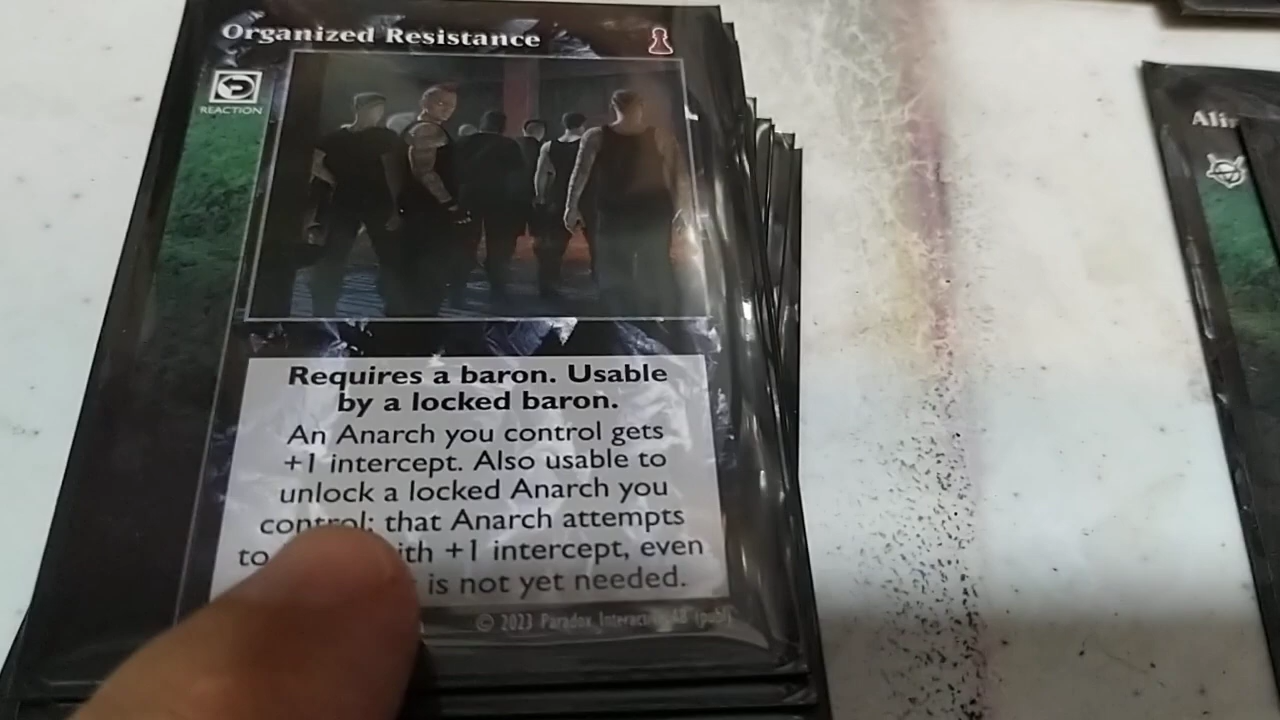 Organized Resistance
REACTION
Requires a baron. Usable
by a locked baron.
An Anarch you control gets
+1 intercept. Also usable to
unlock a locked Anarch you
control; that Anarch attempts
to with +1 intercept, even
is not yet needed.
© 2023 Paradox Interactive AB (publ)